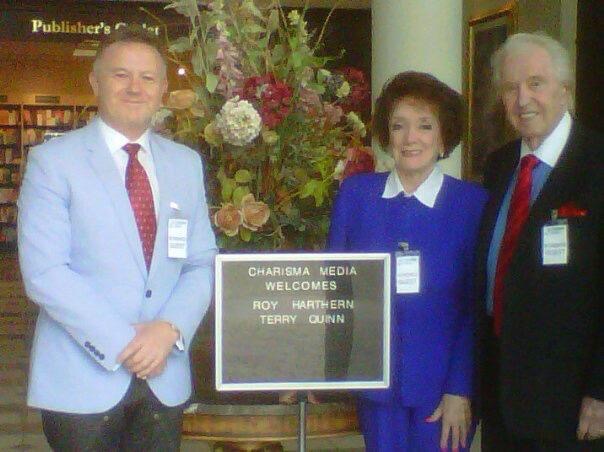 Publisher's Outlet
CHARISMA MEDIA
WELCOMES
ROY HARTHERN
TERRY QUINN